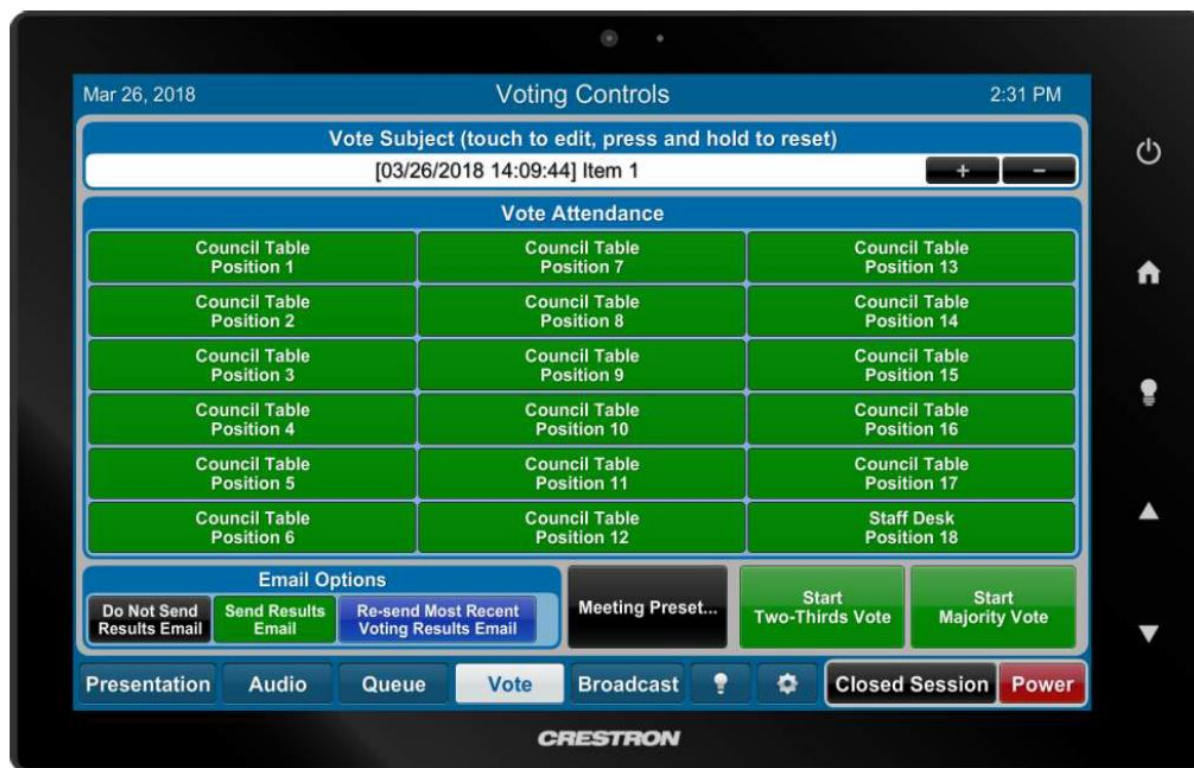 Mar 26, 2018
Voting Controls
2:31 PM
Vote Subject (touch to edit, press and hold to reset)
[03/26/2018 14:09:44] Item 1
+
−
Vote Attendance
Council Table
Position 1
Council Table
Position 7
Council Table
Position 13
Council Table
Position 2
Council Table
Position 8
Council Table
Position 14
Council Table
Position 3
Council Table
Position 9
Council Table
Position 15
Council Table
Position 4
Council Table
Position 10
Council Table
Position 16
Council Table
Position 5
Council Table
Position 11
Council Table
Position 17
Council Table
Position 6
Council Table
Position 12
Staff Desk
Position 18
Email Options
Do Not Send
Results Email
Send Results
Email
Re-send Most Recent
Voting Results Email
Meeting Preset...
Start
Two-Thirds Vote
Start
Majority Vote
Presentation
Audio
Queue
Vote
Broadcast
Closed Session
Power
CRESTRON